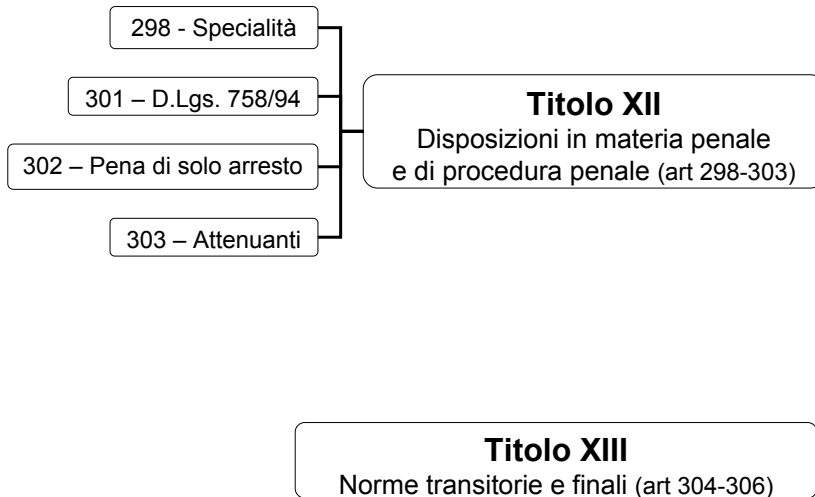 298 - Specialità
301 – D.Lgs. 758/94
302 – Pena di solo arresto
303 – Attenuanti
Titolo XII
Disposizioni in materia penale
e di procedura penale (art 298-303)
Titolo XIII
Norme transitorie e finali (art 304-306)